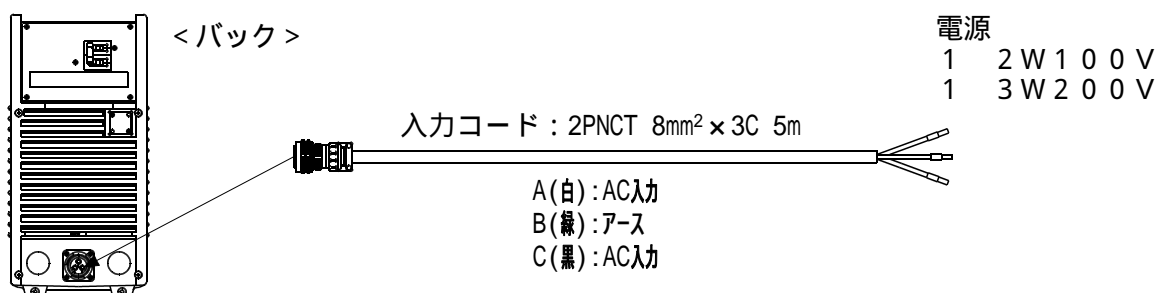 <バック>
電源
1 2W100V
1 3W200V
入力コード:2PNCT 8mm²×3C 5m
A(白):AC入力
B(緑):アース
C(黒):AC入力